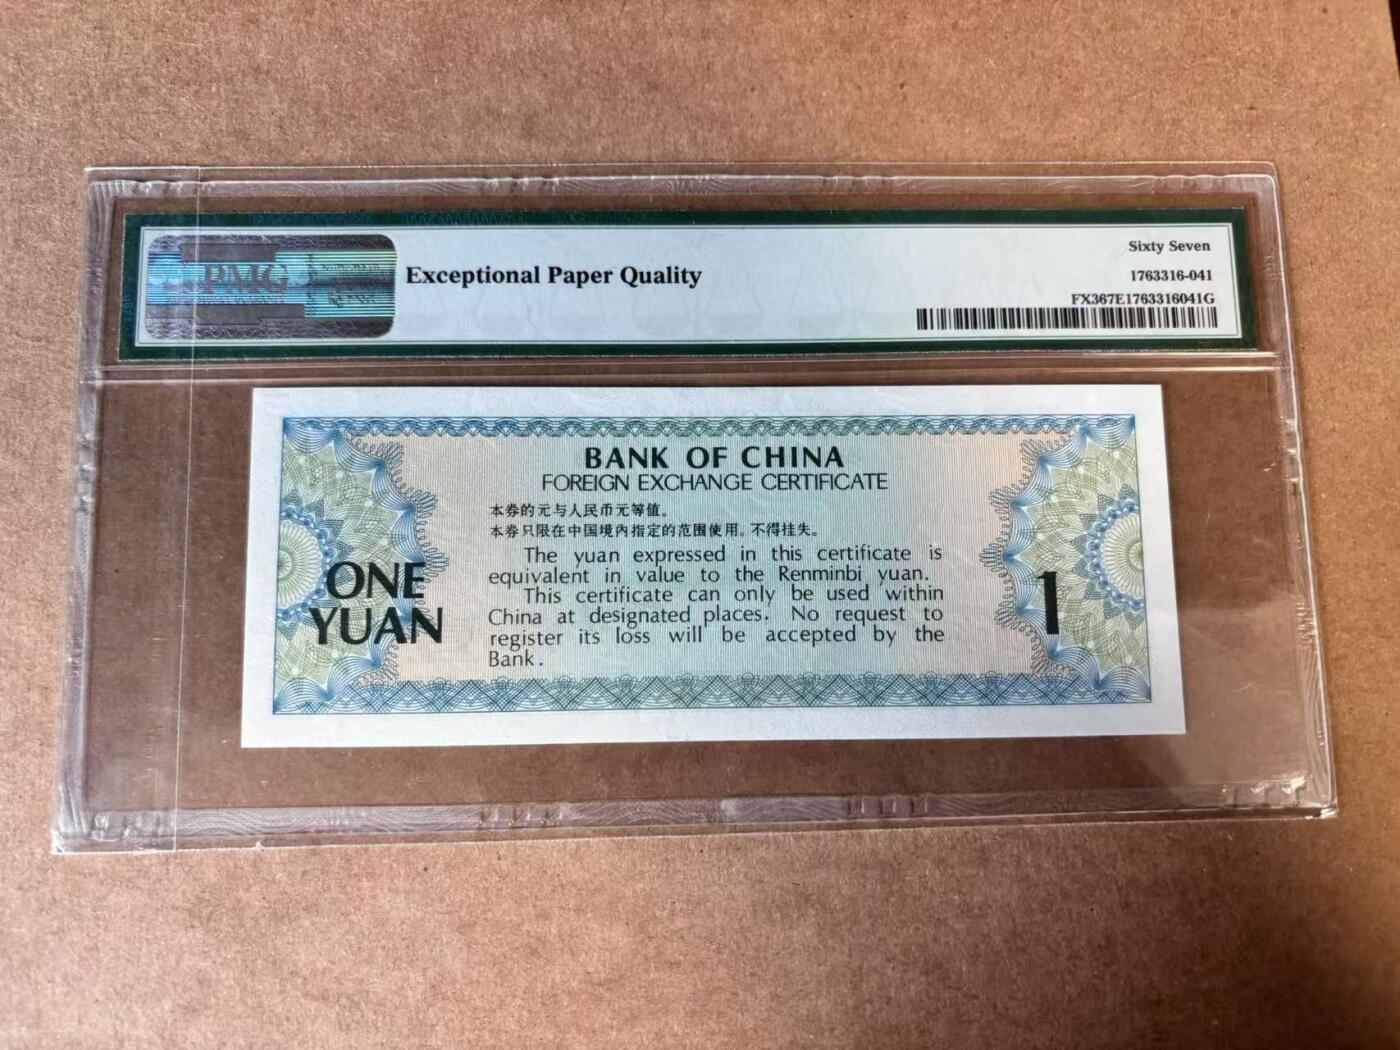 PMG
Exceptional Paper Quality
Sixty Seven
1763316-041
FX367E1763316041G
BANK OF CHINA
FOREIGN EXCHANGE CERTIFICATE
本券的元与人民币元等值。
本券只限在中国境内指定的范围使用。不得挂失。
The yuan expressed in this certificate is
equivalent in value to the Renminbi yuan.
This certificate can only be used within
China at designated places. No request to
register its loss will be accepted by the
Bank.
ONE
YUAN
1